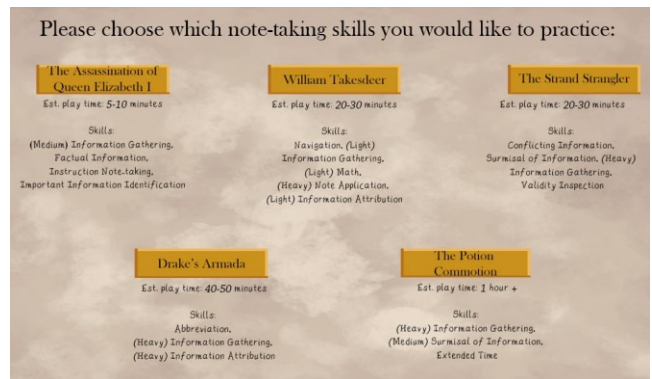 Please choose which note-taking skills you would like to practice:
The Assassination of
Queen Elizabeth I
Est. play time: 5-10 minutes
Skills:
(Medium) Information Gathering,
Factual Information,
Instruction Note-taking,
Important Information Identification
William Takesdeer
Est. play time: 20-30 minutes
Skills:
Navigation, (Light)
Information Gathering,
(Light) Math,
(Heavy) Note Application,
(Light) Information Attribution
The Strand Strangler
Est. play time: 20-30 minutes
Skills:
Conflicting Information,
Surmisal of Information, (Heavy)
Information Gathering,
Validity Inspection
Drake's Armada
Est. play time: 40-50 minutes
Skills:
Abbreviation,
(Heavy) Information Gathering,
(Heavy) Information Attribution
The Potion
Commotion
Est. play time: 1 hour +
Skills:
(Heavy) Information Gathering,
(Medium) Surmisal of Information,
Extended Time